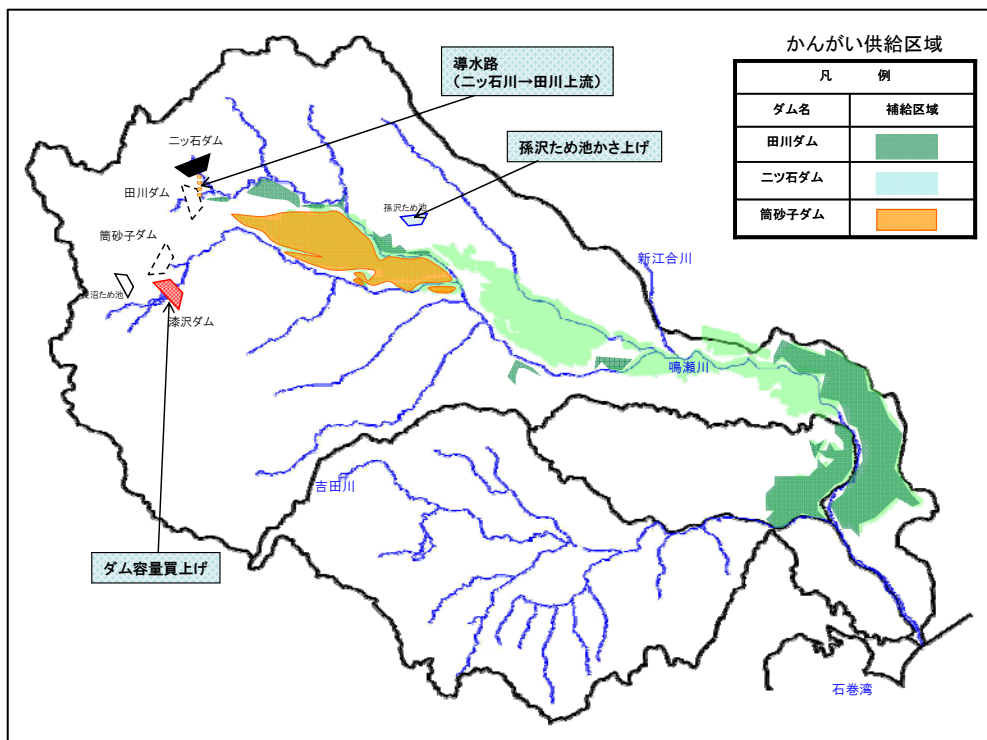 かんがい供給区域
凡 例
ダム名 補給区域
田川ダム
二ツ石ダム
筒砂子ダム
導水路
(二ッ石川→田川上流)
孫沢ため池かさ上げ
二ッ石ダム
田川ダム
孫沢ため池
筒砂子ダム
新江合川
沼ため池
漆沢ダム
鳴瀬川
吉田川
ダム容量買上げ
石巻湾